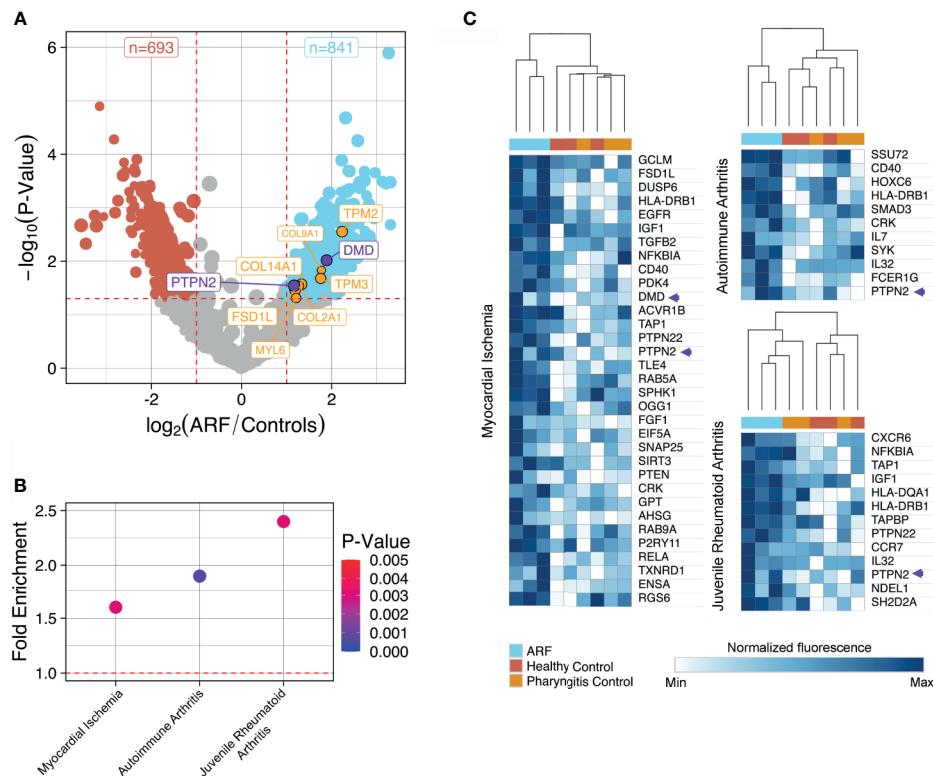 A
n=693
n=841
6
4
2
0
−log10(P-Value)
TPM2
COL9A1
DMD
COL14A1
PTPN2
TPM3
FSD1L
COL2A1
MYL6
-2
0
2
log2(ARF/Controls)
B
2.5
2.0
1.5
1.0
Fold Enrichment
P-Value
0.005
0.004
0.003
0.002
0.001
0.000
Myocardial Ischemia
Autoimmune Arthritis
Juvenile Rheumatoid
Arthritis
C
Myocardial Ischemia
GCLM
FSD1L
DUSP6
HLA-DRB1
EGFR
IGF1
TGFB2
NFKBIA
CD40
PDK4
DMD
ACVR1B
TAP1
PTPN22
PTPN2
TLE4
RAB5A
SPHK1
OGG1
FGF1
EIF5A
SNAP25
SIRT3
PTEN
CRK
GPT
AHSG
RAB9A
P2RY11
RELA
TXNRD1
ENSA
RGS6
Autoimmune Arthritis
SSU72
CD40
HOXC6
HLA-DRB1
SMAD3
CRK
IL7
SYK
IL32
FCER1G
PTPN2
Juvenile Rheumatoid Arthritis
CXCR6
NFKBIA
TAP1
IGF1
HLA-DQA1
HLA-DRB1
TAPBP
PTPN22
CCR7
IL32
PTPN2
NDEL1
SH2D2A
ARF
Healthy Control
Pharyngitis Control
Normalized fluorescence
Min
Max